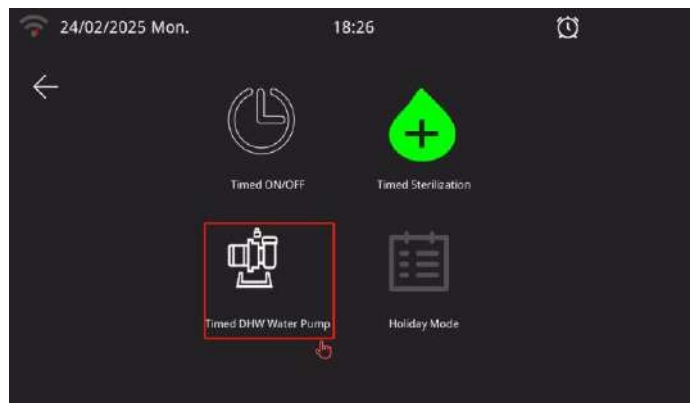 24/02/2025 Mon. 18:26
Timed ON/OFF Timed Sterilization
Timed DHW Water Pump Holiday Mode